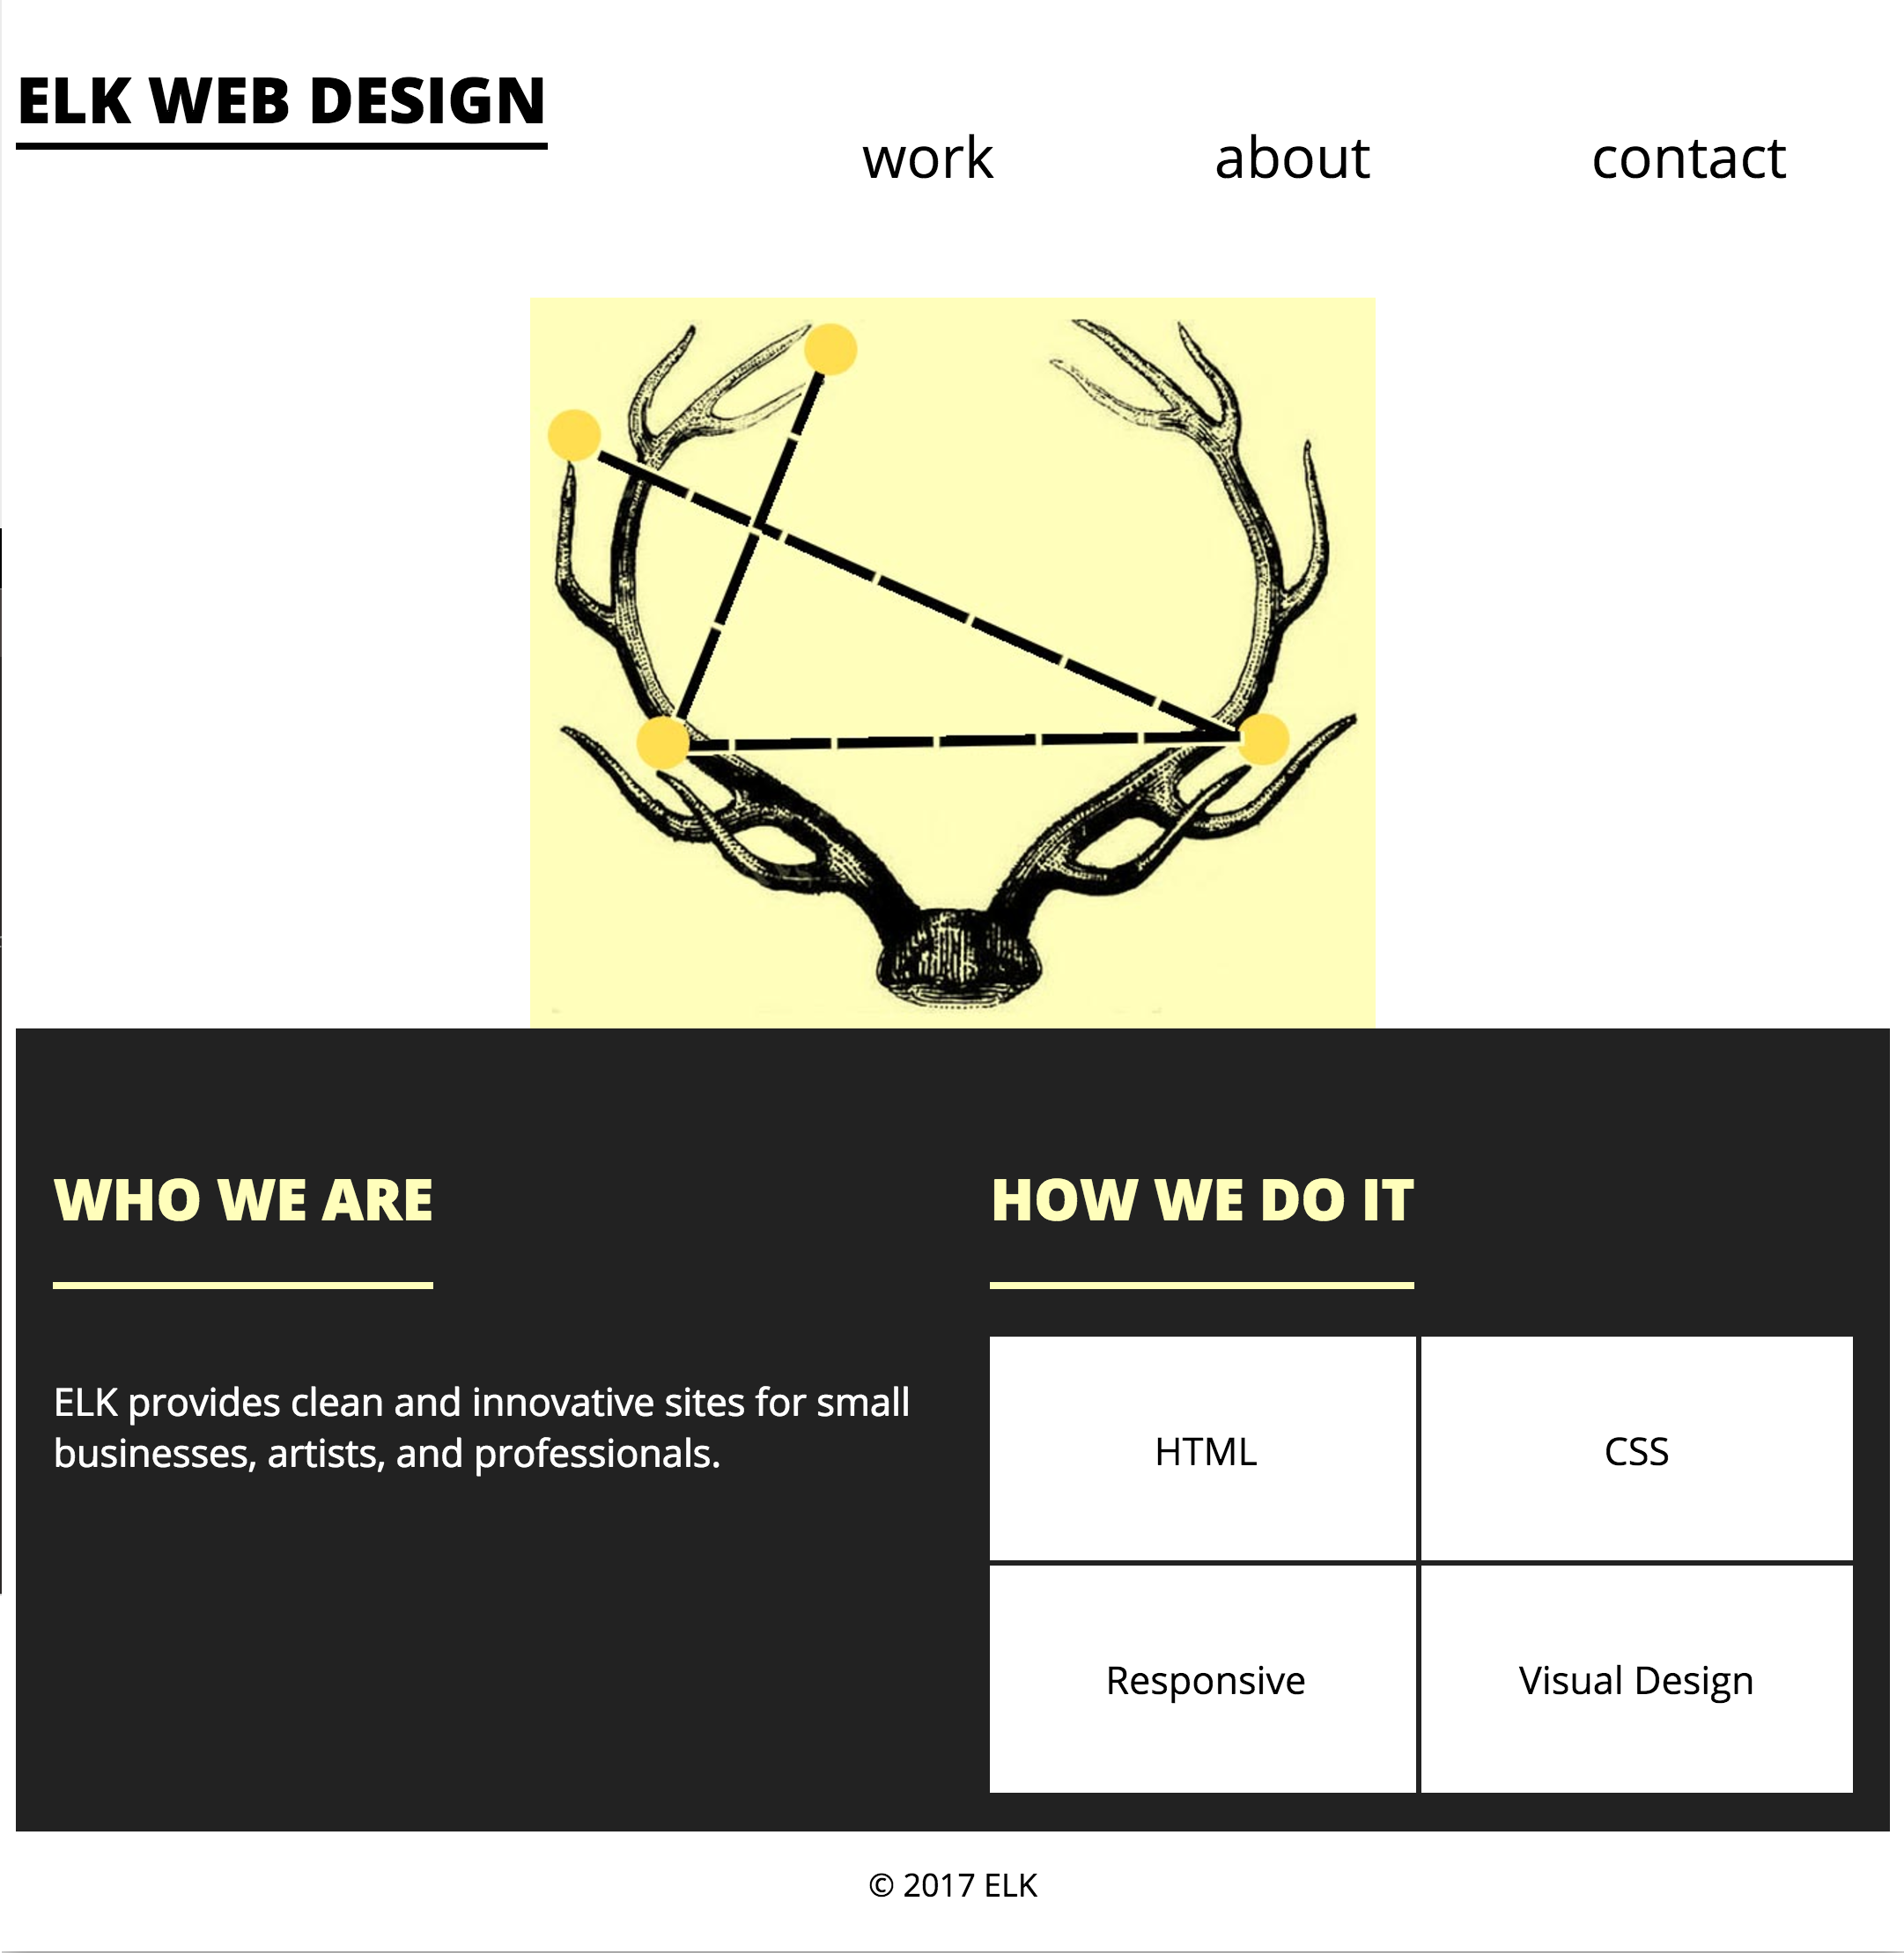 ELK WEB DESIGN
work about contact
WHO WE ARE
ELK provides clean and innovative sites for small
businesses, artists, and professionals.
HOW WE DO IT
HTML
CSS
Responsive
Visual Design
© 2017 ELK